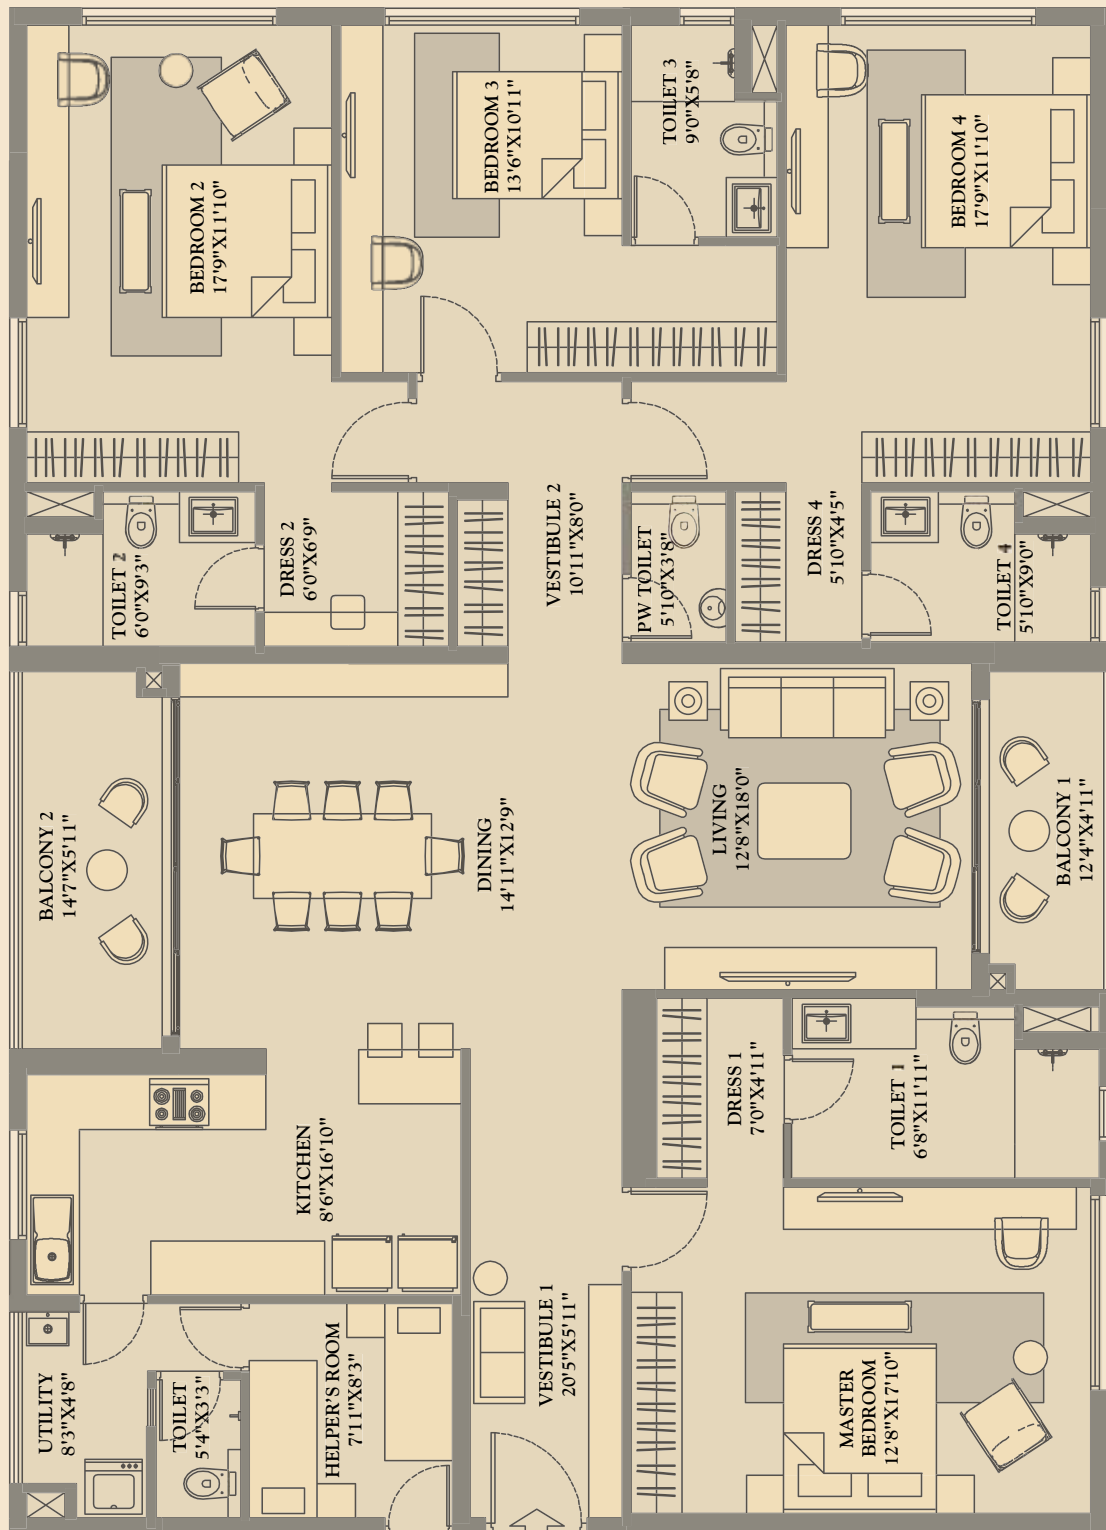 BEDROOM 2
17'9"X11'10"
BEDROOM 3
13'6"X10'11"
TOILET 3
9'0"X5'8"
BEDROOM 4
17'9"X11'10"
TOILET 2
6'0"X9'3"
DRESS 2
6'0"X6'9"
VESTIBULE 2
10'11"X8'0"
PW TOILET
5'10"X3'8"
DRESS 4
5'10"X4'5"
TOILET 4
5'10"X9'0"
BALCONY 2
14'7"X5'11"
DINING
14'11"X12'9"
LIVING
12'8"X18'0"
BALCONY 1
12'4"X4'11"
KITCHEN
8'6"X16'10"
DRESS 1
7'0"X4'11"
TOILET 1
6'8"X11'11"
UTILITY
8'3"X4'8"
TOILET
5'4"X3'3"
HELPER'S ROOM
7'11"X8'3"
VESTIBULE 1
20'5"X5'11"
MASTER
BEDROOM
12'8"X17'10"